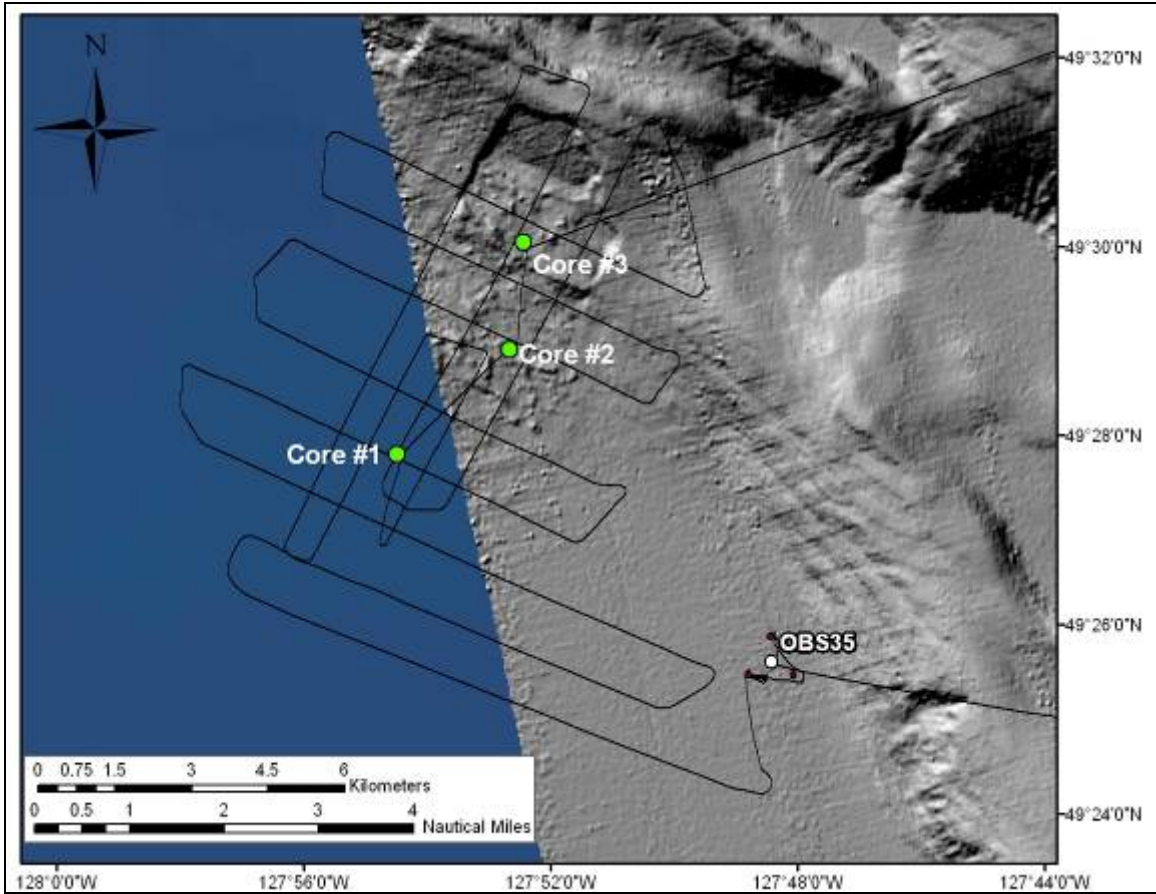 N
49°32'0"N
49°30'0"N
Core #3
Core #2
49°28'0"N
Core #1
49°26'0"N
OBS35
49°24'0"N
0 0.75 1.5 3 4.5 6
Kilometers
0 0.5 1 2 3 4
Nautical Miles
128°0'0"W 127°56'0"W 127°52'0"W 127°48'0"W 127°44'0"W